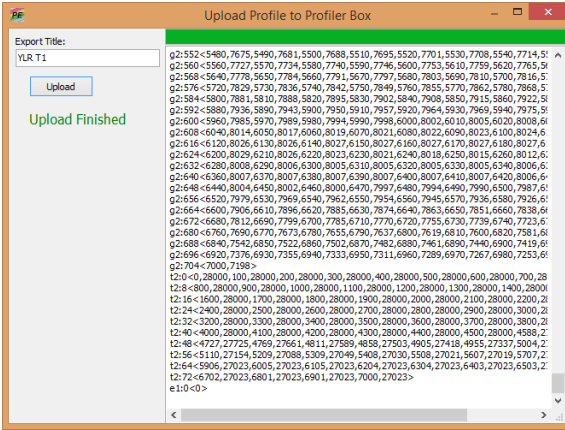 PE
Upload Profile to Profiler Box
Export Title:
YLR T1
Upload
Upload Finished
g2:552<5480,7675,5490,7681,5500,7688,5510,7695,5520,7701,5530,7708,5540,7714,5
g2:560<5560,7727,5570,7734,5580,7740,5590,7746,5600,7753,5610,7759,5620,7765,5
g2:568<5640,7778,5650,7784,5660,7791,5670,7797,5680,7803,5690,7810,5700,7816,5
g2:576<5720,7829,5730,7836,5740,7842,5750,7849,5760,7855,5770,7862,5780,7868,5
g2:584<5800,7881,5810,7888,5820,7895,5830,7902,5840,7908,5850,7915,5860,7922,5
g2:592<5880,7936,5890,7943,5900,7950,5910,7957,5920,7964,5930,7969,5940,7975,5
g2:600<5960,7985,5970,7989,5980,7994,5990,7998,6000,8002,6010,8005,6020,8008,6
g2:608<6040,8014,6050,8017,6060,8019,6070,8021,6080,8022,6090,8023,6100,8024,6
g2:616<6120,8026,6130,8026,6140,8027,6150,8027,6160,8027,6170,8027,6180,8027,6
g2:624<6200,8029,6210,8026,6220,8023,6230,8021,6240,8018,6250,8015,6260,8012,6
g2:632<6280,8008,6290,8006,6300,8005,6310,8005,6320,8005,6330,8005,6340,8006,6
g2:640<6360,8007,6370,8007,6380,8007,6390,8007,6400,8007,6410,8007,6420,8006,6
g2:648<6440,8004,6450,8002,6460,8000,6470,7997,6480,7994,6490,7990,6500,7987,6
g2:656<6520,7979,6530,7969,6540,7962,6550,7954,6560,7945,6570,7936,6580,7926,6
g2:664<6600,7906,6610,7896,6620,7885,6630,7874,6640,7863,6650,7851,6660,7838,6
g2:672<6680,7812,6690,7799,6700,7785,6710,7770,6720,7755,6730,7739,6740,7723,6
g2:680<6760,7690,6770,7673,6780,7655,6790,7637,6800,7619,6810,7600,6820,7581,6
g2:688<6840,7542,6850,7522,6860,7502,6870,7482,6880,7461,6890,7440,6900,7419,6
g2:696<6920,7376,6930,7355,6940,7333,6950,7311,6960,7289,6970,7267,6980,7253,6
g2:704<7000,7198>
t2:0<0,28000,100,28000,200,28000,300,28000,400,28000,500,28000,600,28000,700,28
t2:8<800,28000,900,28000,1000,28000,1100,28000,1200,28000,1300,28000,1400,28000
t2:16<1600,28000,1700,28000,1800,28000,1900,28000,2000,28000,2100,28000,2200,28
t2:24<2400,28000,2500,28000,2600,28000,2700,28000,2800,28000,2900,28000,3000,28
t2:32<3200,28000,3300,28000,3400,28000,3500,28000,3600,28000,3700,28000,3800,28
t2:40<4000,28000,4100,28000,4200,28000,4300,28000,4400,28000,4500,28000,4588,27
t2:48<4727,27725,4769,27661,4811,27589,4858,27503,4905,27418,4955,27337,5004,27
t2:56<5110,27154,5209,27088,5309,27049,5408,27030,5508,27021,5607,27019,5707,27
t2:64<5906,27023,6005,27023,6105,27023,6204,27023,6304,27023,6403,27023,6503,27
t2:72<6702,27023,6801,27023,6901,27023,7000,27023>
e1:0<0>